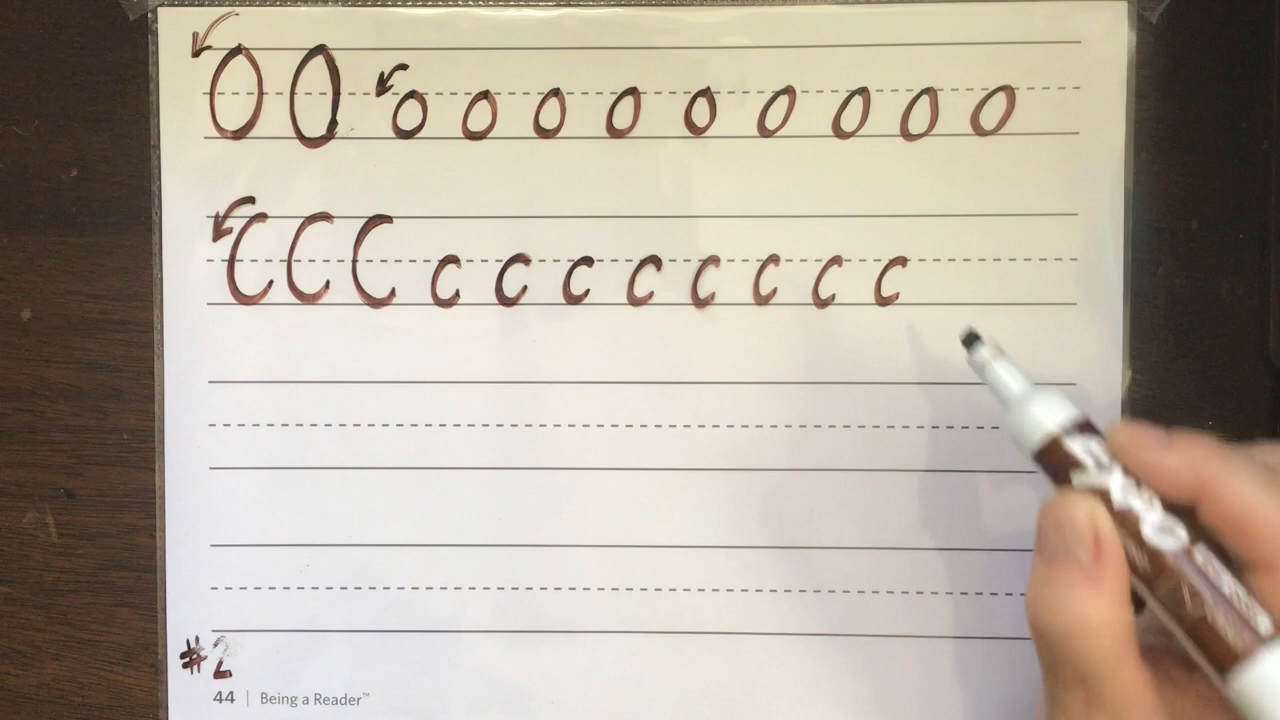 O O o o o o o o o o o
C C C c c c c c c c c
#2
44 | Being a Reader™